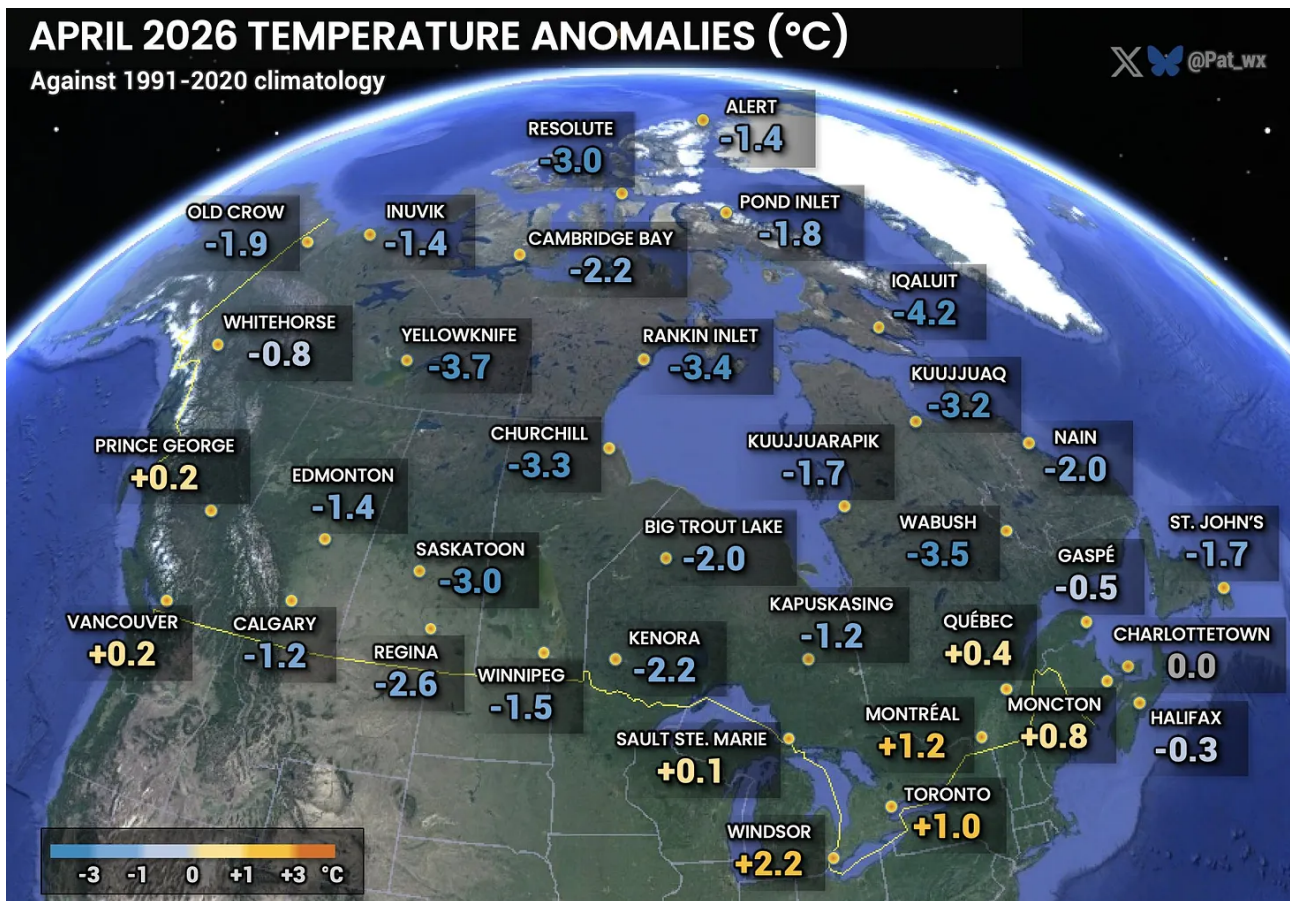 APRIL 2026 TEMPERATURE ANOMALIES (°C)
Against 1991-2020 climatology
@Pat_wx
ALERT
-1.4
RESOLUTE
-3.0
OLD CROW
-1.9
INUVIK
-1.4
POND INLET
-1.8
CAMBRIDGE BAY
-2.2
IQALUIT
-4.2
WHITEHORSE
-0.8
YELLOWKNIFE
-3.7
RANKIN INLET
-3.4
KUUJJUAQ
-3.2
PRINCE GEORGE
+0.2
CHURCHILL
-3.3
KUUJJUARAPIK
-1.7
NAIN
-2.0
EDMONTON
-1.4
SASKATOON
-3.0
BIG TROUT LAKE
-2.0
WABUSH
-3.5
ST. JOHN'S
-1.7
GASPÉ
-0.5
VANCOUVER
+0.2
CALGARY
-1.2
REGINA
-2.6
WINNIPEG
-1.5
KENORA
-2.2
KAPUSKASING
-1.2
QUÉBEC
+0.4
CHARLOTTETOWN
0.0
MONCTON
+0.8
HALIFAX
-0.3
SAULT STE. MARIE
+0.1
MONTRÉAL
+1.2
TORONTO
+1.0
WINDSOR
+2.2
-3 -1 0 +1 +3 °C